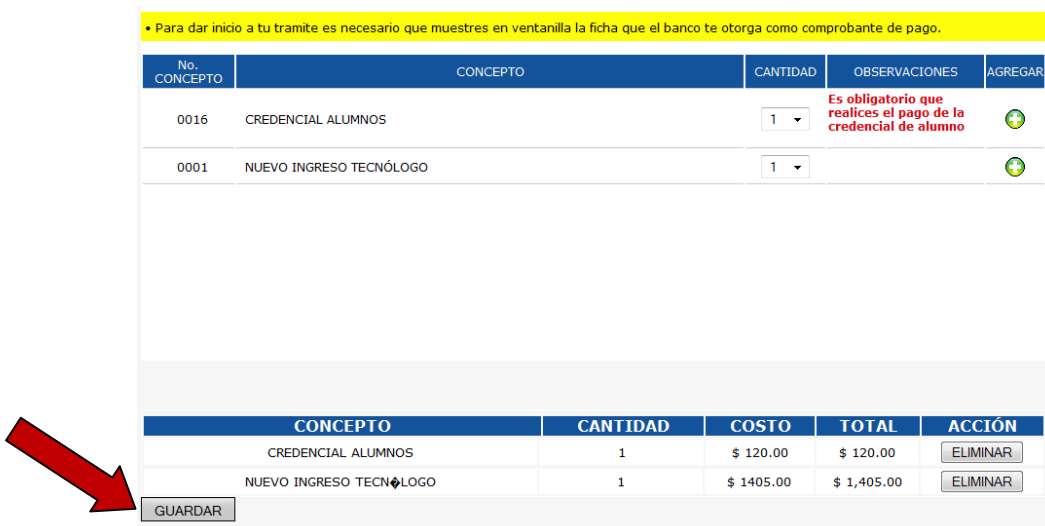 • Para dar inicio a tu tramite es necesario que muestres en ventanilla la ficha que el banco te otorga como comprobante de pago.
No. CONCEPTO CONCEPTO CANTIDAD OBSERVACIONES AGREGAR
0016 CREDENCIAL ALUMNOS 1 Es obligatorio que
realices el pago de la
credencial de alumno
0001 NUEVO INGRESO TECNÓLOGO 1
CONCEPTO CANTIDAD COSTO TOTAL ACCIÓN
CREDENCIAL ALUMNOS 1 $ 120.00 $ 120.00 ELIMINAR
NUEVO INGRESO TECN�LOGO 1 $ 1405.00 $ 1,405.00 ELIMINAR
GUARDAR